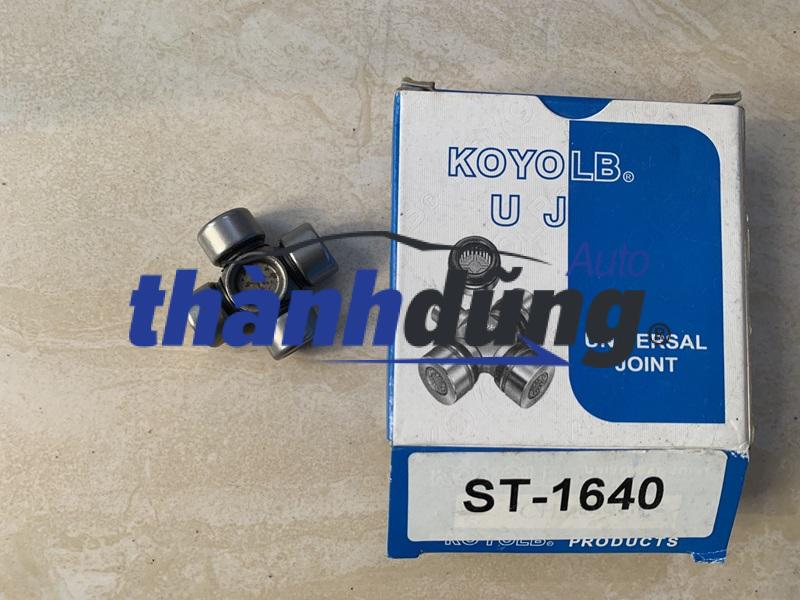 KOYOLB®
U J
Auto
thànhdũng®
UNIVERSAL
JOINT
ST-1640
KOYOLB® PRODUCTS